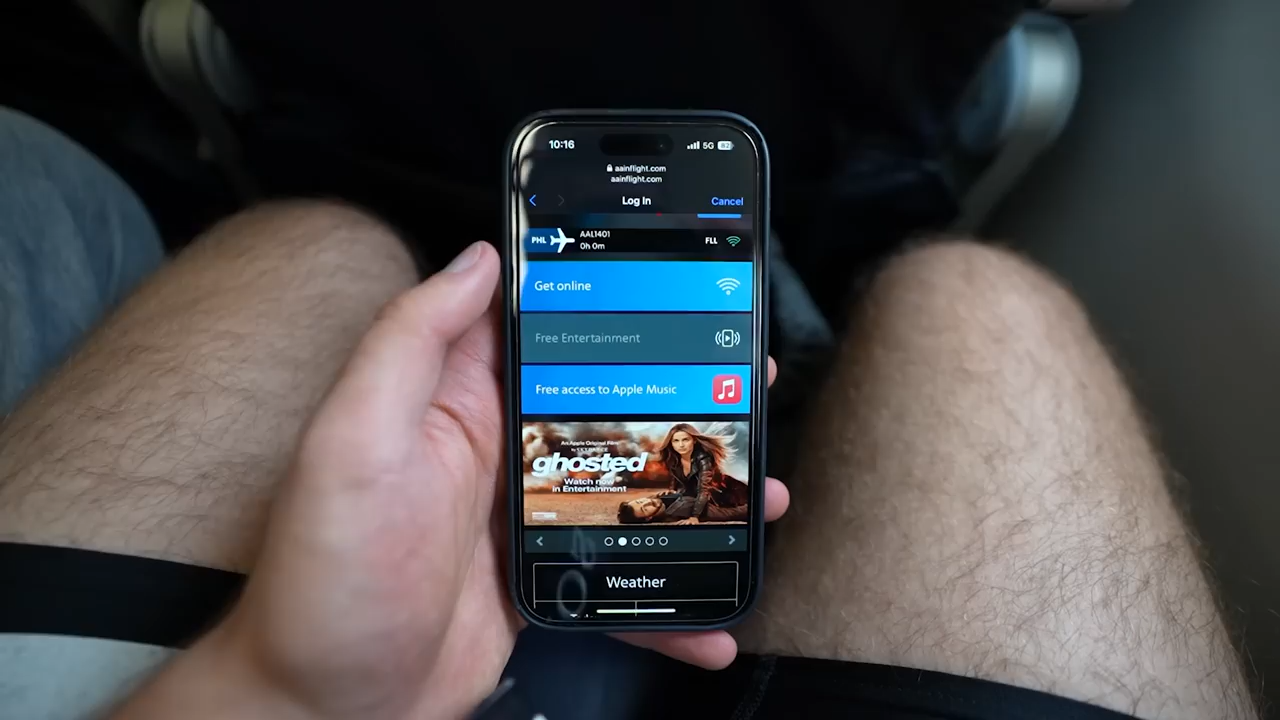 10:16
5G 82
aainflight.com
aainflight.com
Log In
Cancel
PHL
AAL1401
0h 0m
FLL
Get online
Free Entertainment
Free access to Apple Music
An Apple Original Film
ghosted
Watch now
in Entertainment
Weather